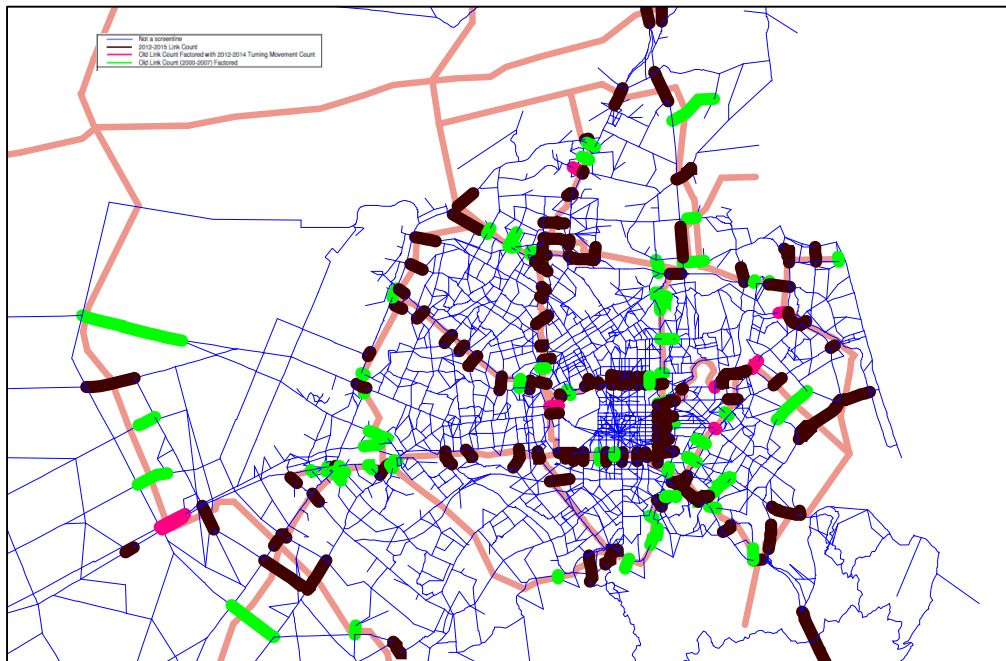 Not a screenline
2012-2015 Link Count
Old Link Count Factored with 2012-2014 Turning Movement Count
Old Link Count (2000-2007) Factored